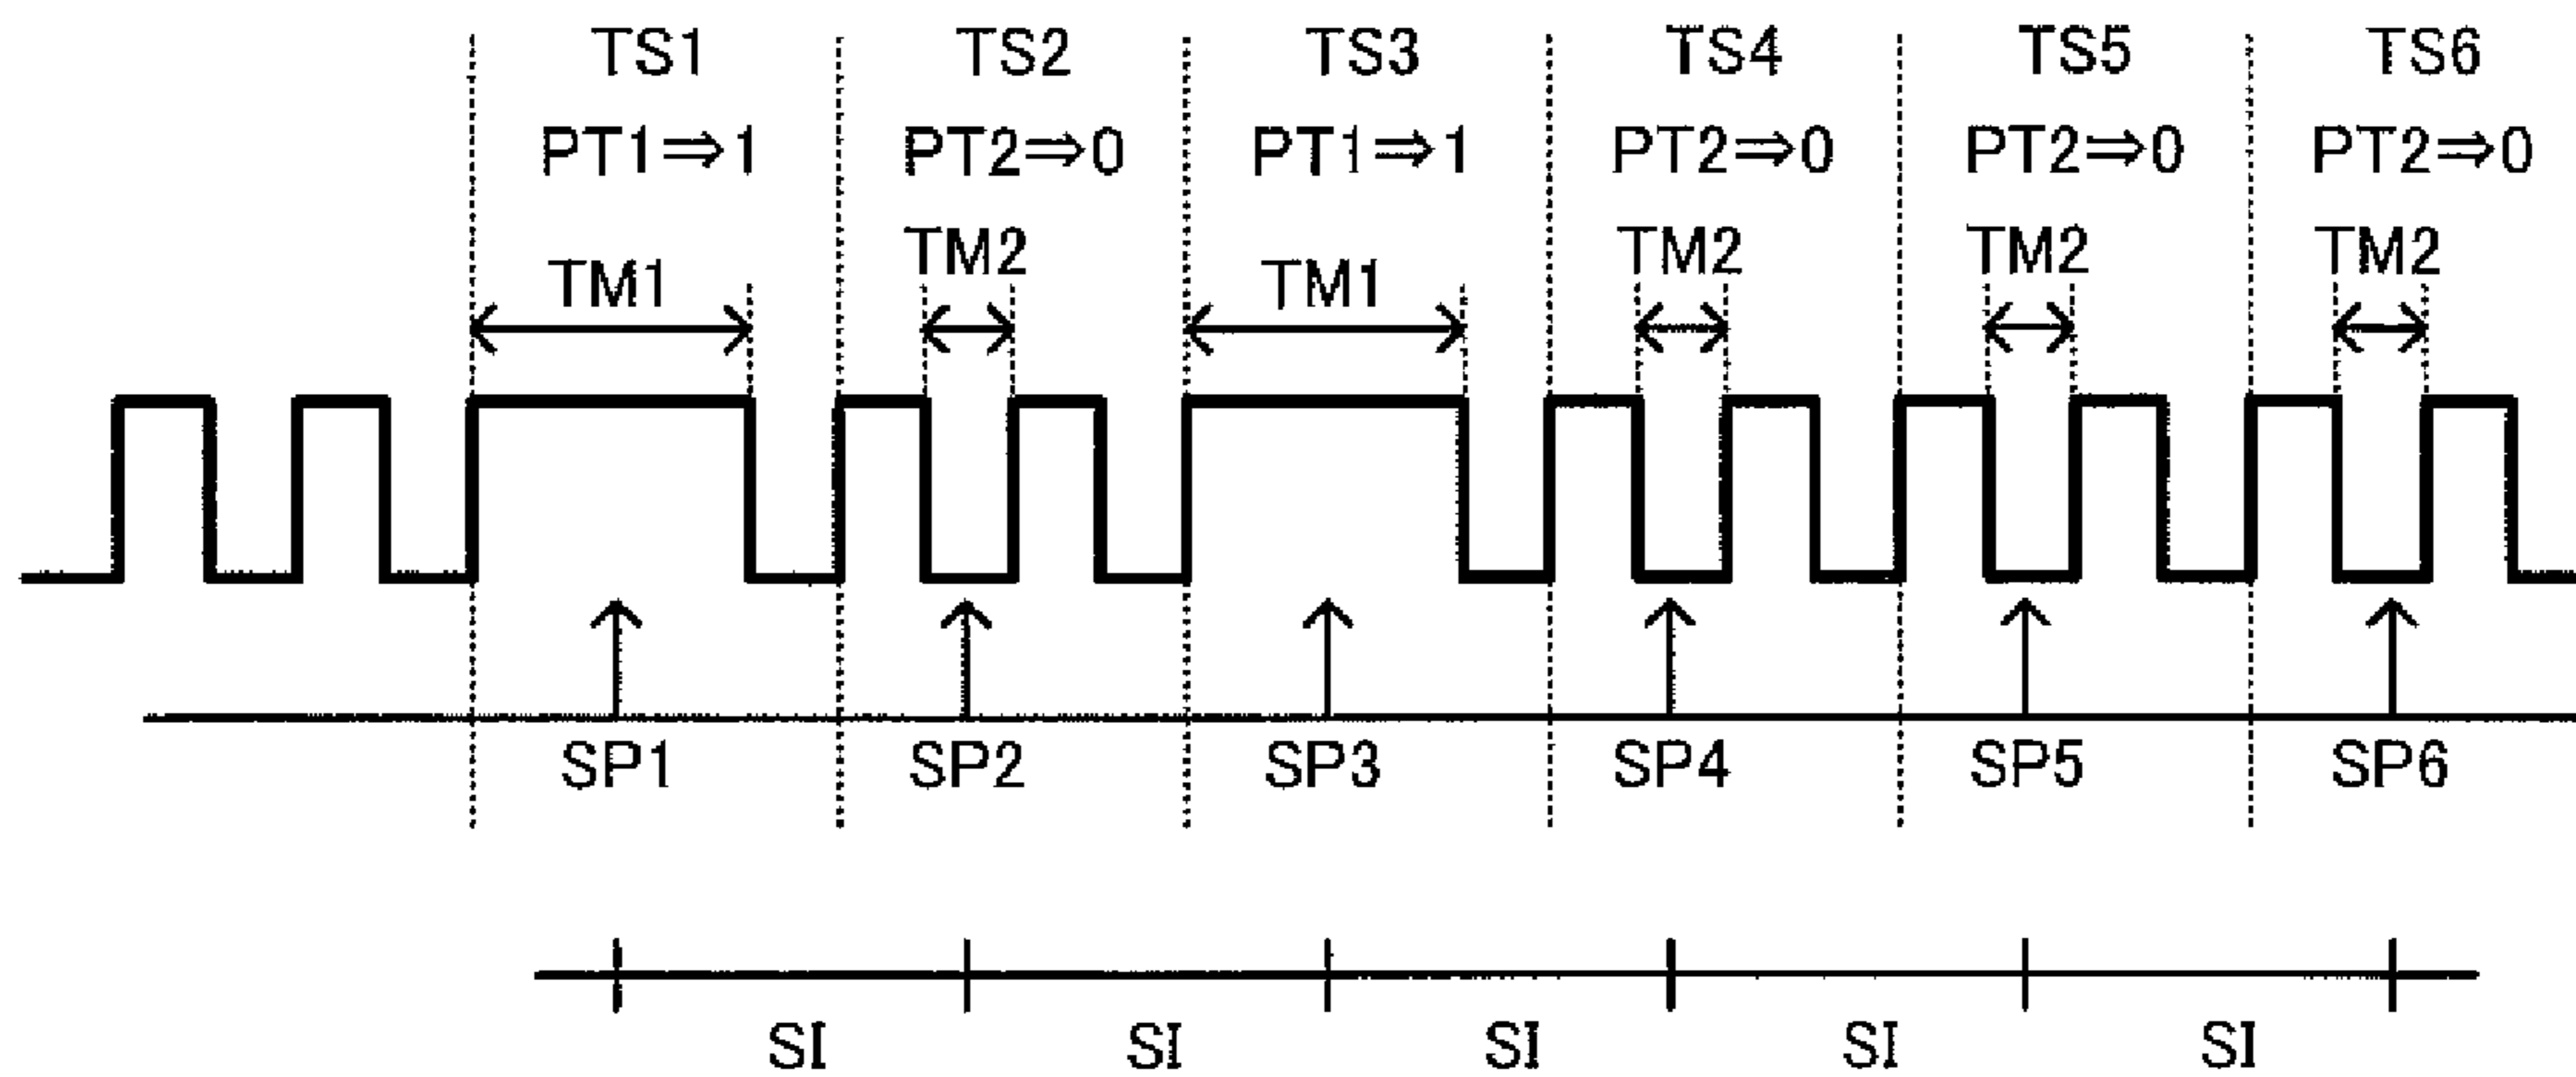 TS1 TS2 TS3 TS4 TS5 TS6
PT1⇒1 PT2⇒0 PT1⇒1 PT2⇒0 PT2⇒0 PT2⇒0
TM1 TM2 TM1 TM2 TM2 TM2
SP1 SP2 SP3 SP4 SP5 SP6
SI SI SI SI SI